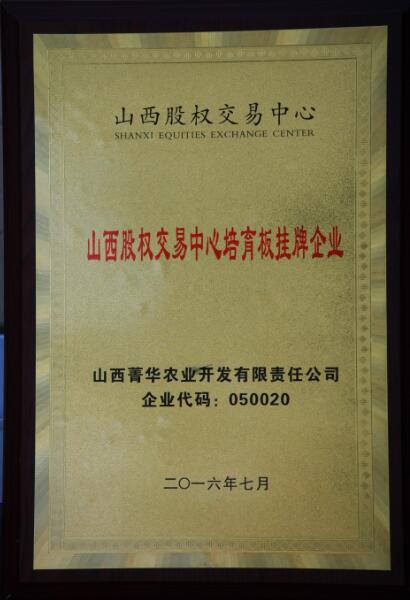 山西股权交易中心
SHANXI EQUITIES EXCHANGE CENTER
山西股权交易中心培育板挂牌企业
山西菁华农业开发有限责任公司
企业代码：050020
二〇一六年七月